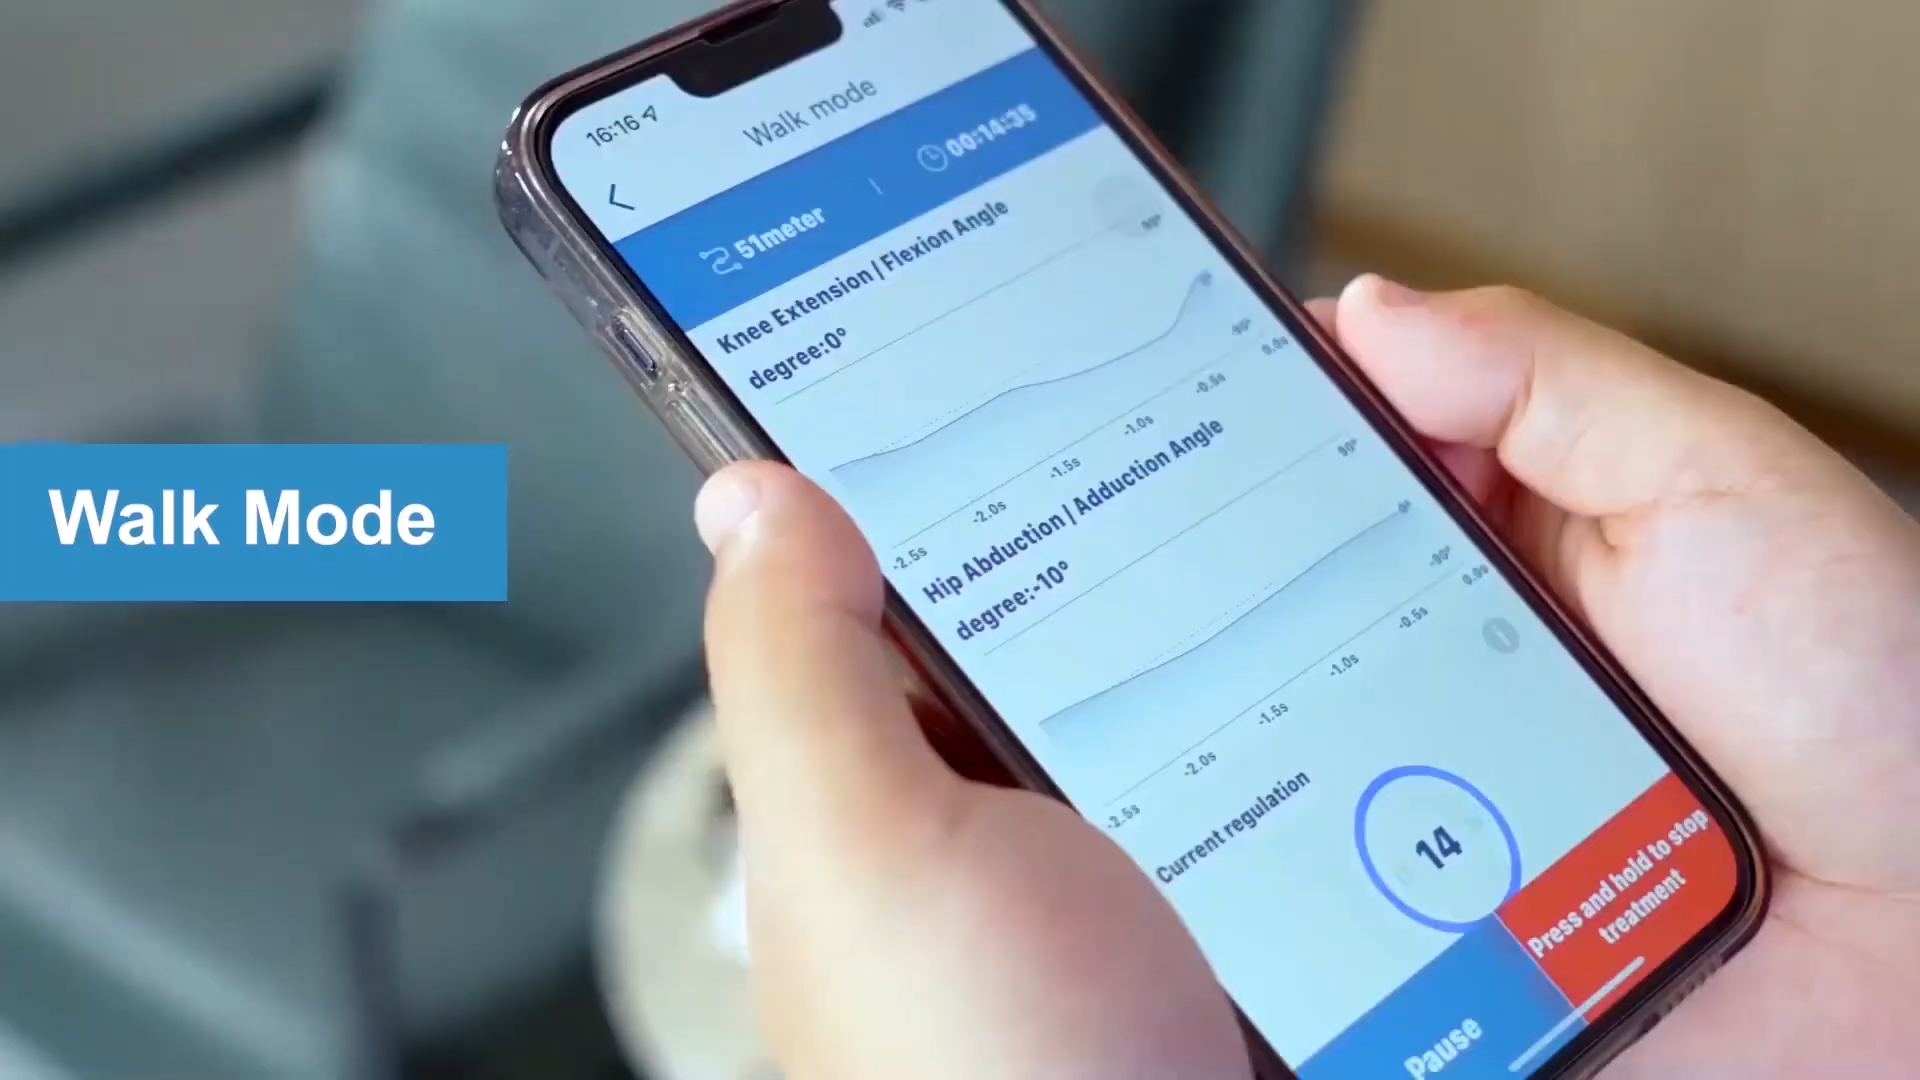 16:16
Walk mode
51meter
00:14:35
Knee Extension | Flexion Angle
degree:0°
90°
0°
-90°
-2.5s -2.0s -1.5s -1.0s -0.5s 0.0s
Hip Abduction | Adduction Angle
degree:-10°
90°
0°
-90°
-2.5s -2.0s -1.5s -1.0s -0.5s 0.0s
Current regulation
14
Pause
Press and hold to stop
treatment
Walk Mode